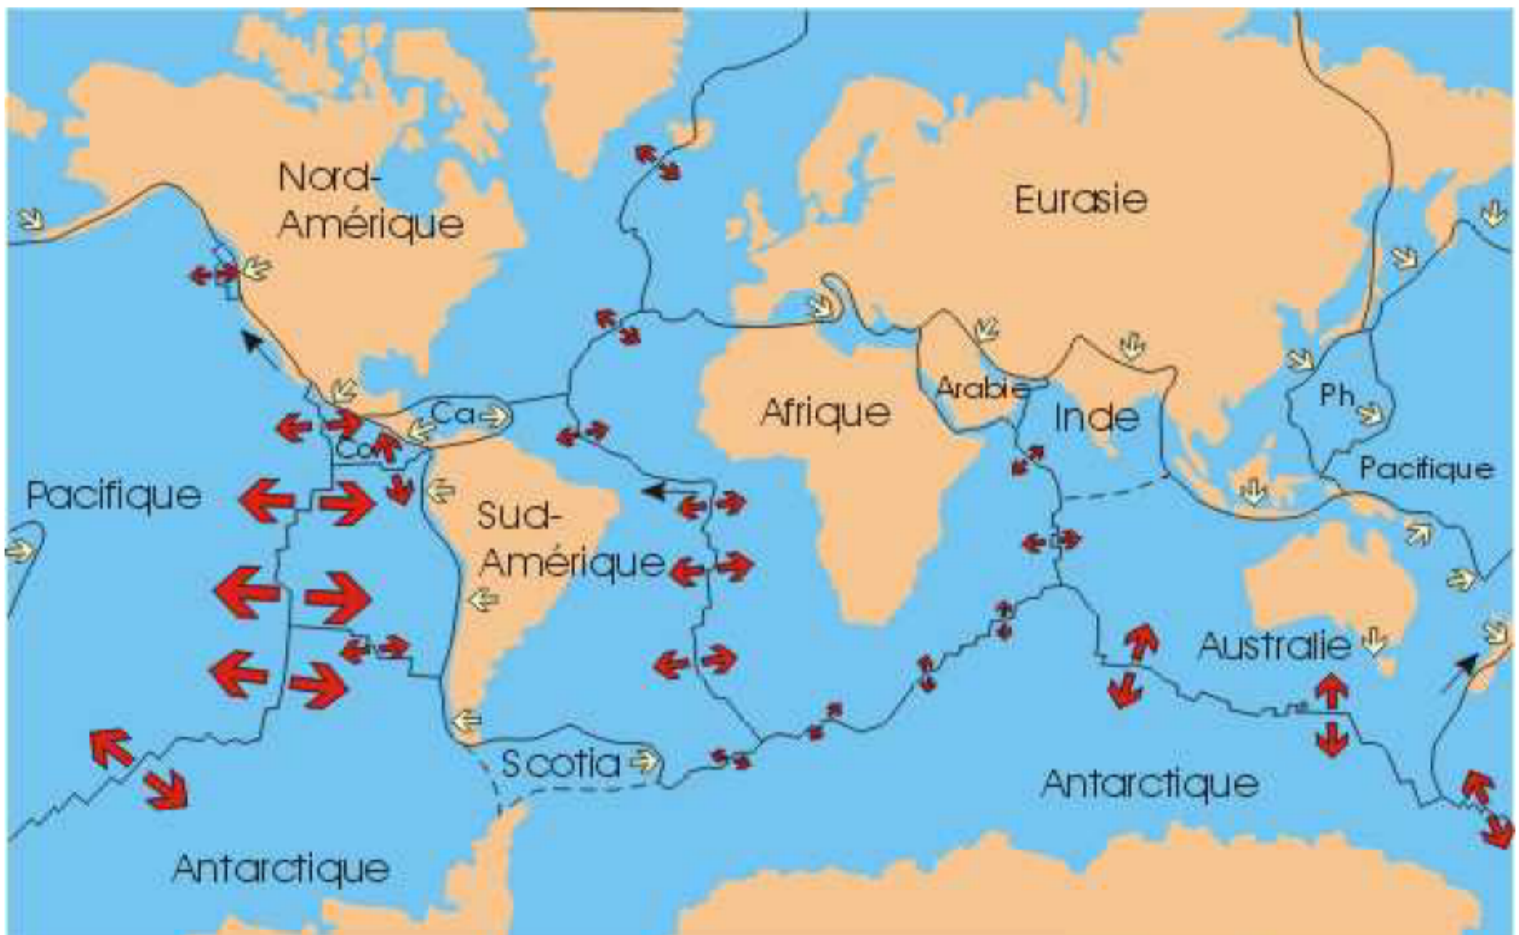 Nord-
Amérique
Eurasie
Ca
Arabie
Afrique
Inde
Ph
Co
Pacifique
Pacifique
Sud-
Amérique
Australie
Scotia
Antarctique
Antarctique